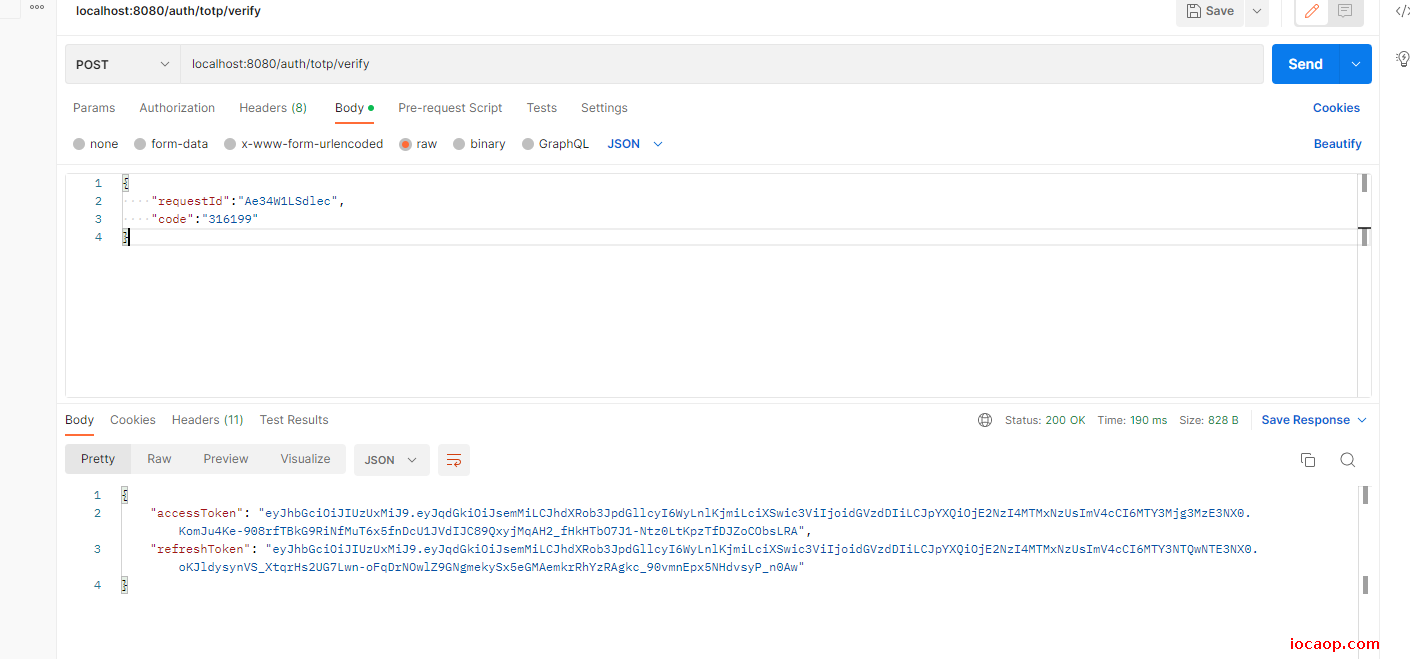 localhost:8080/auth/totp/verify
Save
POST
localhost:8080/auth/totp/verify
Send
Params Authorization Headers (8) Body Pre-request Script Tests Settings Cookies
none form-data x-www-form-urlencoded raw binary GraphQL JSON Beautify
1 {
2 "requestId":"Ae34W1LSdlec",
3 "code":"316199"
4 }
Body Cookies Headers (11) Test Results Status: 200 OK Time: 190 ms Size: 828 B Save Response
Pretty Raw Preview Visualize JSON
1 {
2 "accessToken": "eyJhbGciOiJIUzUxMiJ9.eyJqdGkiOiJsemMiLCJhdXRob3JpdGllcyI6WyLnlKjmiLciXSwic3ViIjoidGVzdDIiLCJpYXQiOjE2NzI4MTMxNzUsImV4cCI6MTY3Mjg3MzE3NX0.
KomJu4Ke-908rfTBkG9RiNfMuT6x5fnDcU1JVdIJC89QxyjMqAH2_fHkHTbO7J1-Ntz0LtKpzTfDJZoCObsLRA",
3 "refreshToken": "eyJhbGciOiJIUzUxMiJ9.eyJqdGkiOiJsemMiLCJhdXRob3JpdGllcyI6WyLnlKjmiLciXSwic3ViIjoidGVzdDIiLCJpYXQiOjE2NzI4MTMxNzUsImV4cCI6MTY3NTQwNTE3NX0.
oKJldysynVS_XtqrHs2UG7Lwn-oFqDrNOwlZ9GNgmekySx5eGMAemkrRhYzRAgkc_90vmnEpx5NHdvsyP_n0Aw"
4 }
iocaop.com